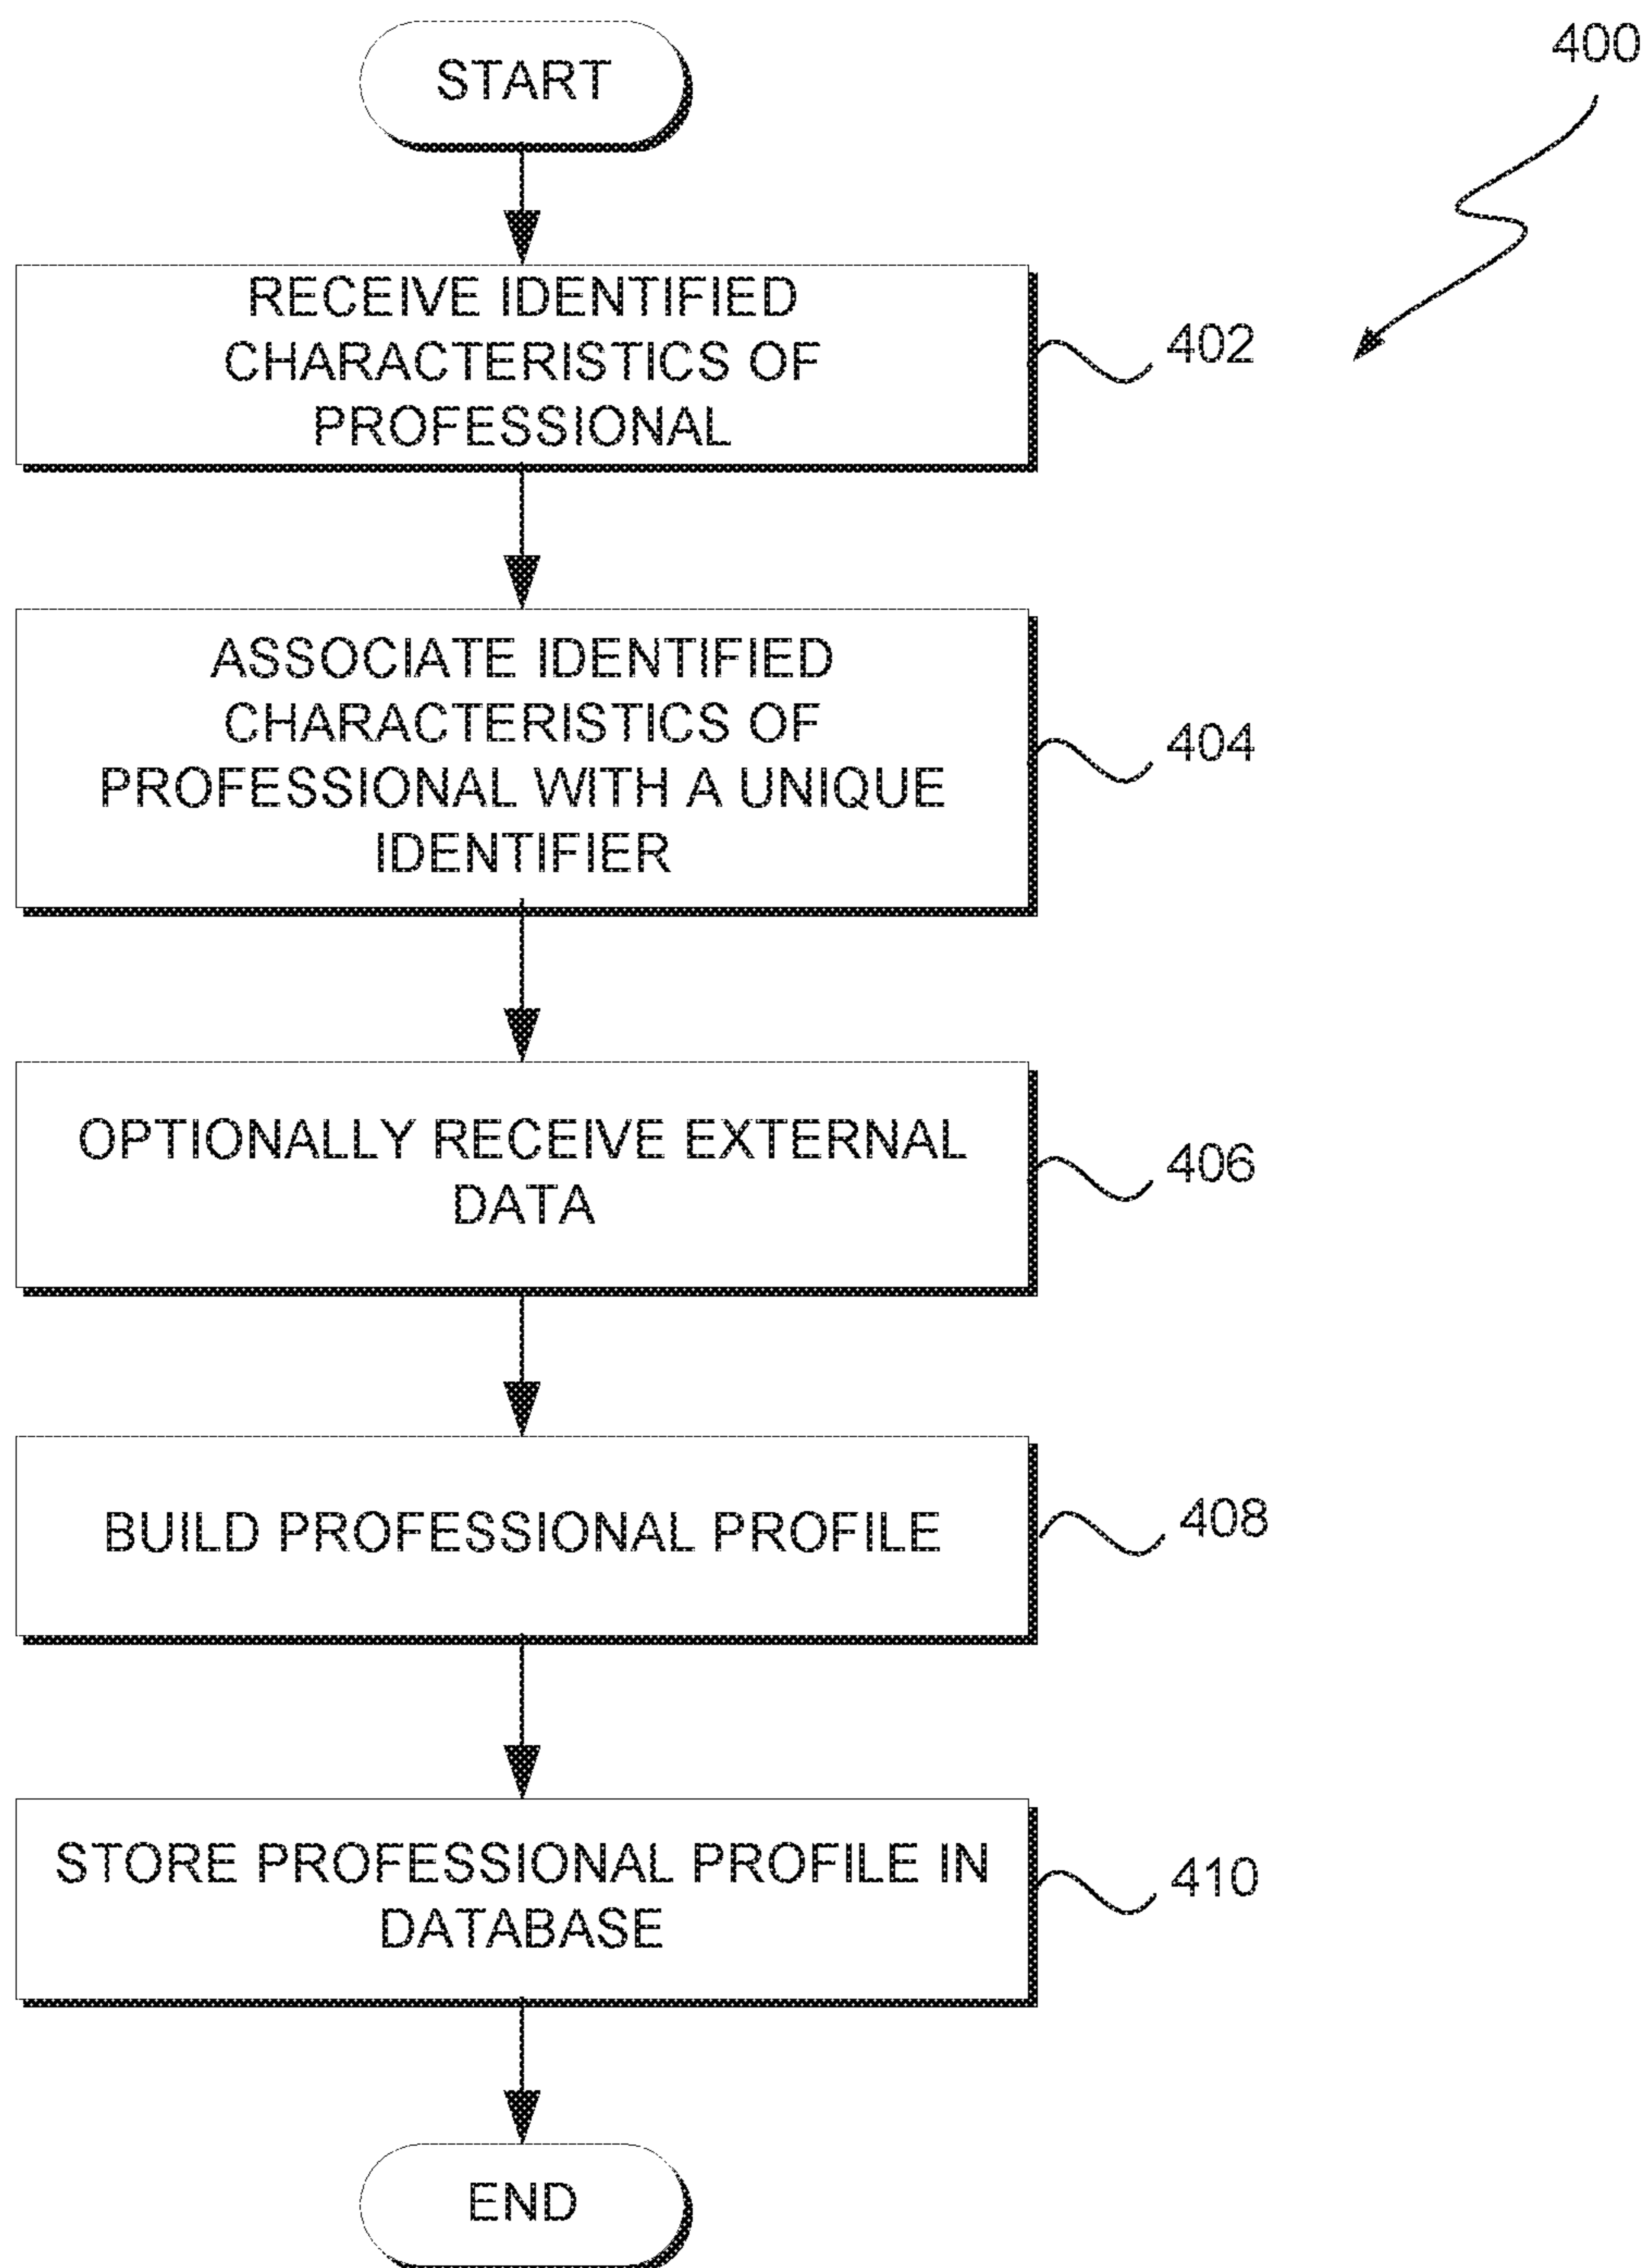 START
400
RECEIVE IDENTIFIED
CHARACTERISTICS OF
PROFESSIONAL
402
ASSOCIATE IDENTIFIED
CHARACTERISTICS OF
PROFESSIONAL WITH A UNIQUE
IDENTIFIER
404
OPTIONALLY RECEIVE EXTERNAL
DATA
406
BUILD PROFESSIONAL PROFILE
408
STORE PROFESSIONAL PROFILE IN
DATABASE
410
END